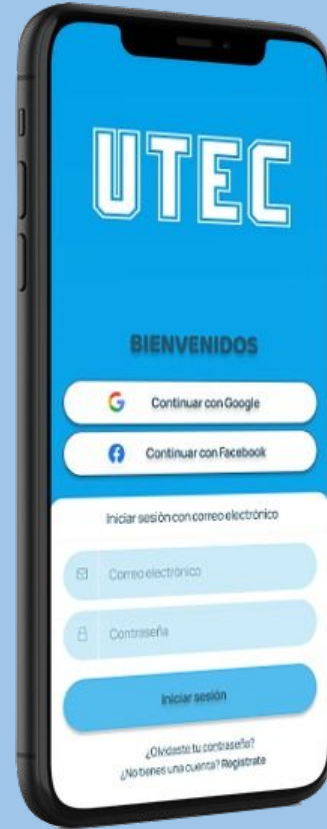 UTEC
BIENVENIDOS
Continuar con Google
Continuar con Facebook
Iniciar sesión con correo electrónico
Correo electrónico
Contraseña
Iniciar sesión
¿Olvidaste tu contraseña?
¿No tienes una cuenta? Registrate